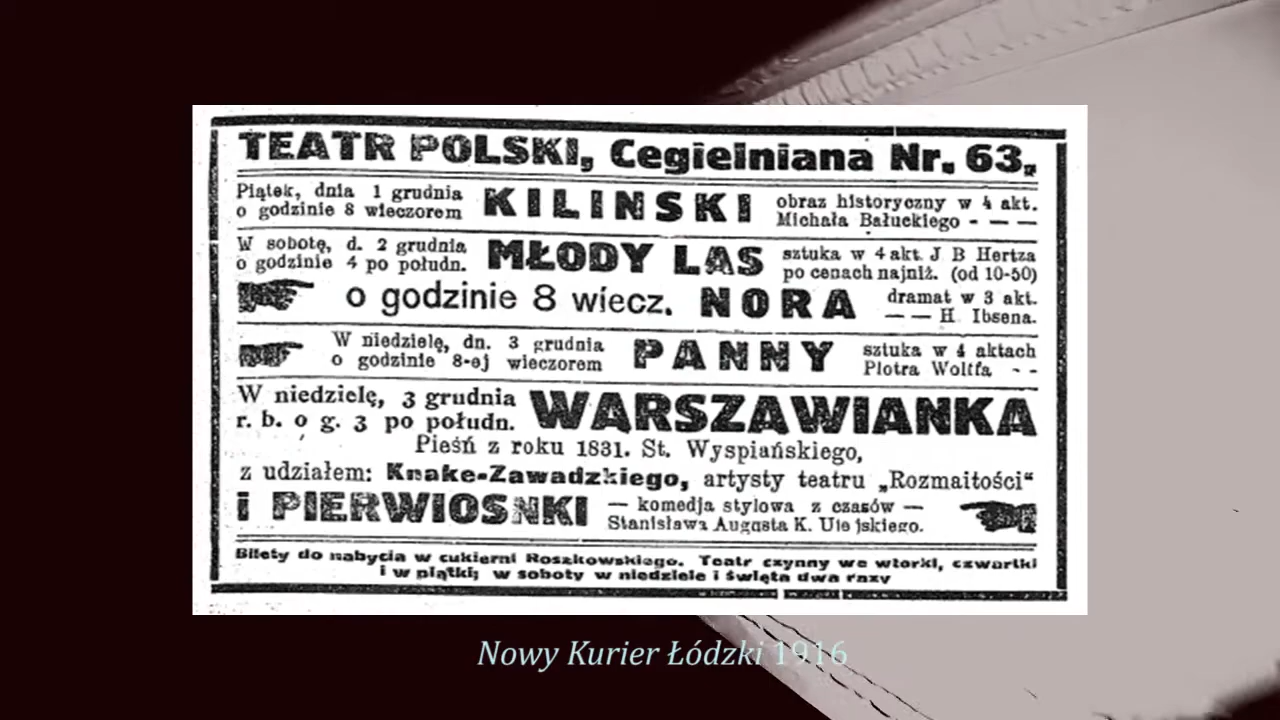 TEATR POLSKI, Cegielniana Nr. 63,
Piątek, dnia 1 grudnia
o godzinie 8 wieczorem
KILINSKI
obraz historyczny w 4 akt.
Michała Bałuckiego - — —
W sobotę, d. 2 grudnia
o godzinie 4 po połudn.
MŁODY LAS
sztuka w 4 akt. J B Hertza
po cenach najniż. (od 10-50)
o godzinie 8 wiecz. NORA
dramat w 3 akt.
— — H. Ibsena.
W niedzielę, dn. 3 grudnia
o godzinie 8-ej wieczorem
PANNY
sztuka w 4 aktach
Piotra Wolffa - -
W niedzielę, 3 grudnia
r. b. o g. 3 po połudn.
WARSZAWIANKA
Pieśń z roku 1831. St. Wyspiańskiego,
z udziałem: Knake-Zawadzkiego, artysty teatru „Rozmaitości“
i PIERWIOSNKI
— komedja stylowa z czasów —
Stanisława Augusta K. Uiejskiego.
Bilety do nabycia w cukierni Roszkowskiego. Teatr czynny we wtorki, czwartki
i w piątki; w soboty w niedziele i święta dwa razy
Nowy Kurier Łódzki 1916